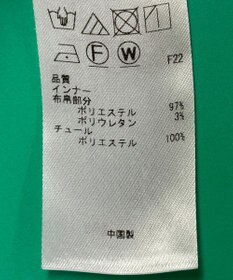 F W F22
品質
インナー
布帛部分
ポリエステル 97%
ポリウレタン 3%
チュール
ポリエステル 100%
中国製